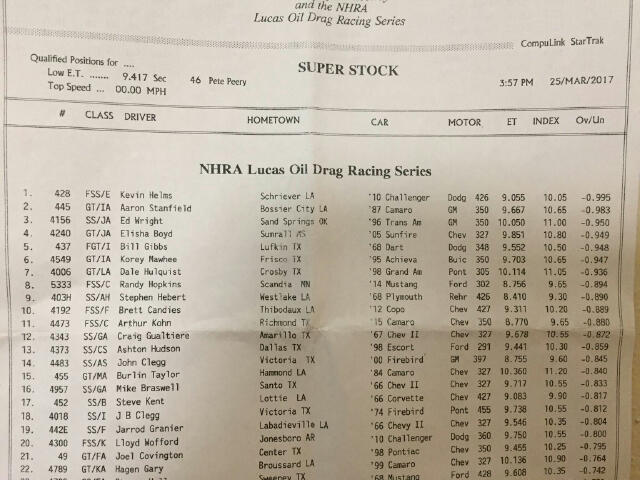 and the NHRA
Lucas Oil Drag Racing Series
CompuLink StarTrak
Qualified Positions for ....
Low E.T. ....... 9.417 Sec 46 Pete Peery
Top Speed ... 00.00 MPH
SUPER STOCK
3:57 PM 25/MAR/2017
# CLASS DRIVER HOMETOWN CAR MOTOR ET INDEX Ov/Un
NHRA Lucas Oil Drag Racing Series
1. 428 FSS/E Kevin Helms Schriever LA '10 Challenger Dodg 426 9.055 10.05 -0.995
2. 445 GT/IA Aaron Stanfield Bossier City LA '87 Camaro GM 350 9.667 10.65 -0.983
3. 4156 SS/JA Ed Wright Sand Springs OK '96 Trans Am GM 350 10.050 11.00 -0.950
4. 4240 GT/JA Elisha Boyd Sunrall MS '05 Sunfire Chev 327 9.851 10.80 -0.949
5. 437 FGT/I Bill Gibbs Lufkin TX '68 Dart Dodg 348 9.552 10.50 -0.948
6. 4549 GT/IA Korey Mawhee Frisco TX '95 Achieva Buic 350 9.703 10.65 -0.947
7. 4006 GT/LA Dale Hulquist Crosby TX '98 Grand Am Pont 305 10.114 11.05 -0.936
8. 5333 FSS/C Randy Hopkins Scandia MN '14 Mustang Ford 302 8.756 9.65 -0.894
9. 403H SS/AH Stephen Hebert Westlake LA '68 Plymouth Rehr 426 8.410 9.30 -0.890
10. 4192 FSS/F Brett Candies Thibodaux LA '12 Copo Chev 427 9.311 10.20 -0.889
11. 4473 FSS/C Arthur Kohn Richmond TX '15 Camaro Chev 350 8.770 9.65 -0.880
12. 4343 SS/GA Craig Gualtiere Amarillo TX '67 Chev II Chev 327 9.678 10.55 -0.872
13. 4373 SS/CS Ashton Hudson Dallas TX '98 Escort Ford 291 9.441 10.30 -0.859
14. 4483 SS/AS John Clegg Victoria TX '00 Firebird GM 397 8.755 9.60 -0.845
15. 455 GT/MA Burlin Taylor Hammond LA '84 Camaro Chev 327 10.360 11.20 -0.840
16. 4957 SS/GA Mike Braswell Santo TX '66 Chev II Chev 327 9.717 10.55 -0.833
17. 452 SS/B Steve Kent Lottie LA '66 Corvette Chev 427 9.083 9.90 -0.817
18. 4018 SS/I J B Clegg Victoria TX '74 Firebird Pont 455 9.738 10.55 -0.812
19. 442E SS/F Jarrod Granier Labadieville LA '66 Chevy II Chev 327 9.546 10.35 -0.804
20. 4300 FSS/K Lloyd Wofford Jonesboro AR '10 Challenger Dodg 360 9.750 10.55 -0.800
21. 49 GT/FA Joel Covington Center TX '98 Pontiac Chev 350 9.455 10.25 -0.795
22. 4789 GT/KA Hagen Gary Broussard LA '99 Camaro Chev 327 10.136 10.90 -0.764
Sweeney TX '68 Mustang Ford 428 9.608 10.35 -0.742